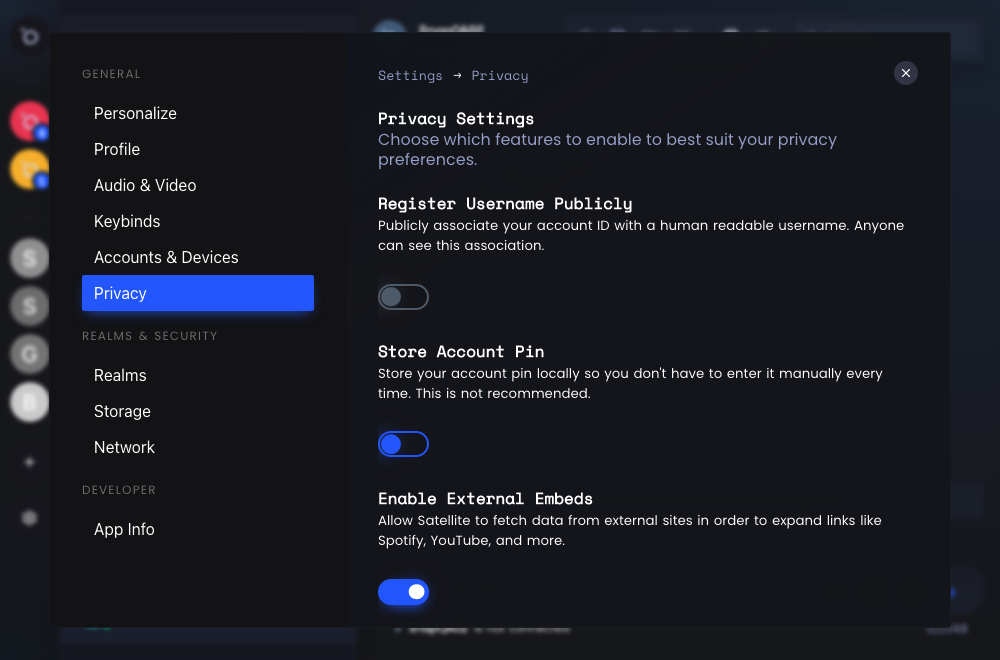 GENERAL
Personalize
Profile
Audio & Video
Keybinds
Accounts & Devices
Privacy
REALMS & SECURITY
Realms
Storage
Network
DEVELOPER
App Info
Settings → Privacy
Privacy Settings
Choose which features to enable to best suit your privacy
preferences.
Register Username Publicly
Publicly associate your account ID with a human readable username. Anyone
can see this association.
Store Account Pin
Store your account pin locally so you don't have to enter it manually every
time. This is not recommended.
Enable External Embeds
Allow Satellite to fetch data from external sites in order to expand links like
Spotify, YouTube, and more.
S
S
G
B